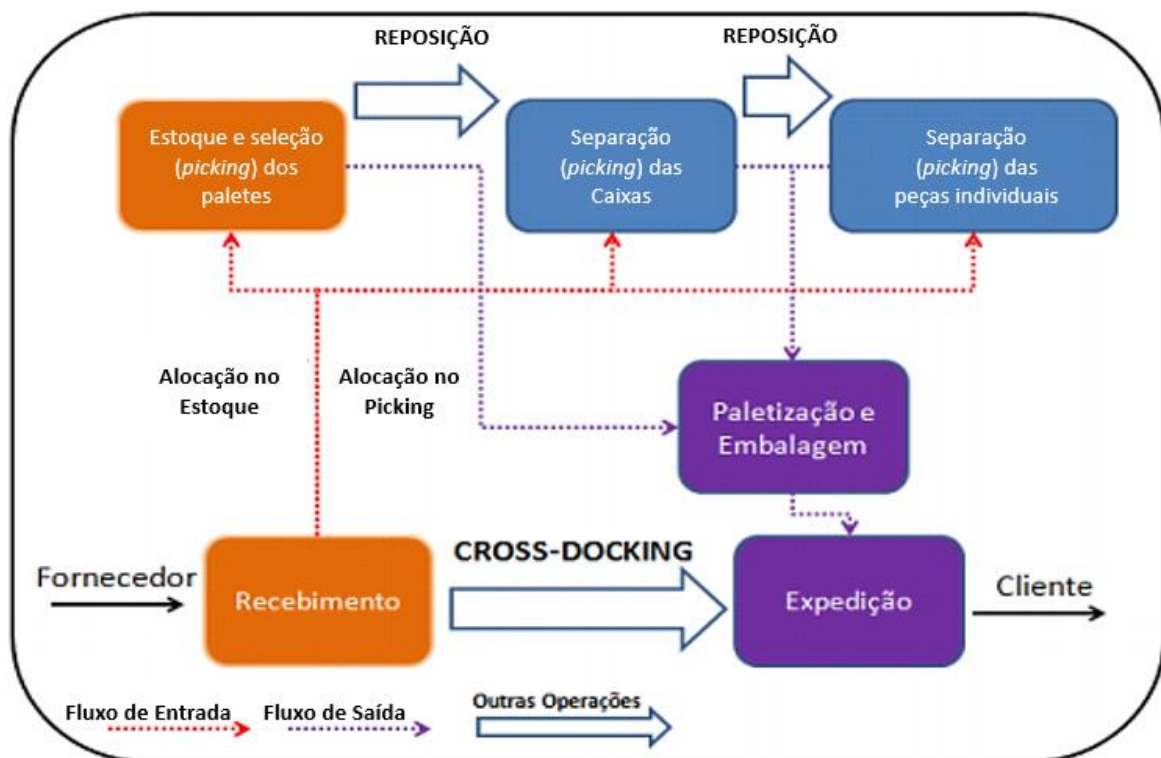 REPOSIÇÃO
REPOSIÇÃO
Estoque e seleção
(picking) dos
paletes
Separação
(picking) das
Caixas
Separação
(picking) das
peças individuais
Alocação no
Estoque
Alocação no
Picking
Paletização e
Embalagem
CROSS-DOCKING
Fornecedor
Recebimento
Expedição
Cliente
Fluxo de Entrada
Fluxo de Saída
Outras Operações